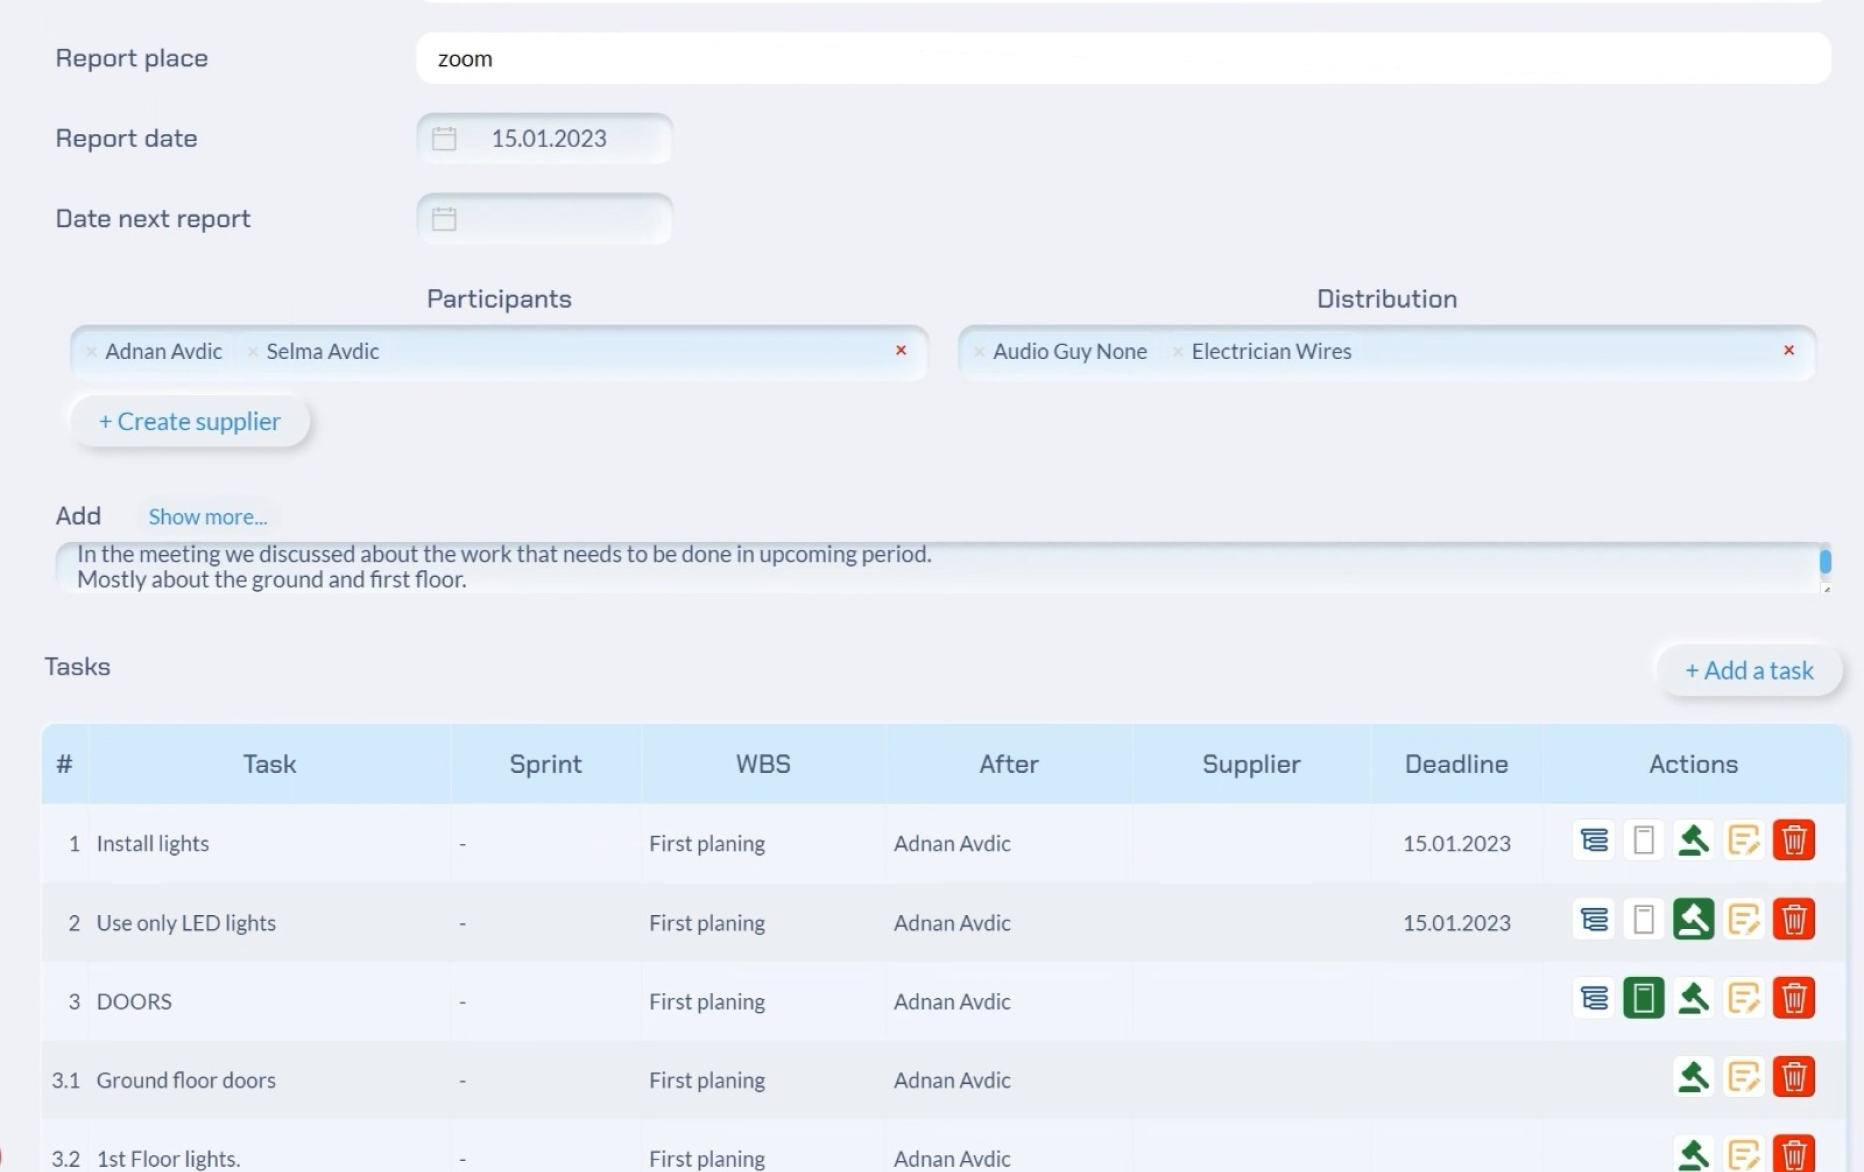 Report place
zoom
Report date
15.01.2023
Date next report
Participants
Distribution
× Adnan Avdic × Selma Avdic ×
× Audio Guy None × Electrician Wires ×
+ Create supplier
Add Show more...
In the meeting we discussed about the work that needs to be done in upcoming period.
Mostly about the ground and first floor.
Tasks
+ Add a task
# Task Sprint WBS After Supplier Deadline Actions
1 Install lights - First planing Adnan Avdic 15.01.2023
2 Use only LED lights - First planing Adnan Avdic 15.01.2023
3 DOORS - First planing Adnan Avdic
3.1 Ground floor doors - First planing Adnan Avdic
3.2 1st Floor lights. - First planing Adnan Avdic